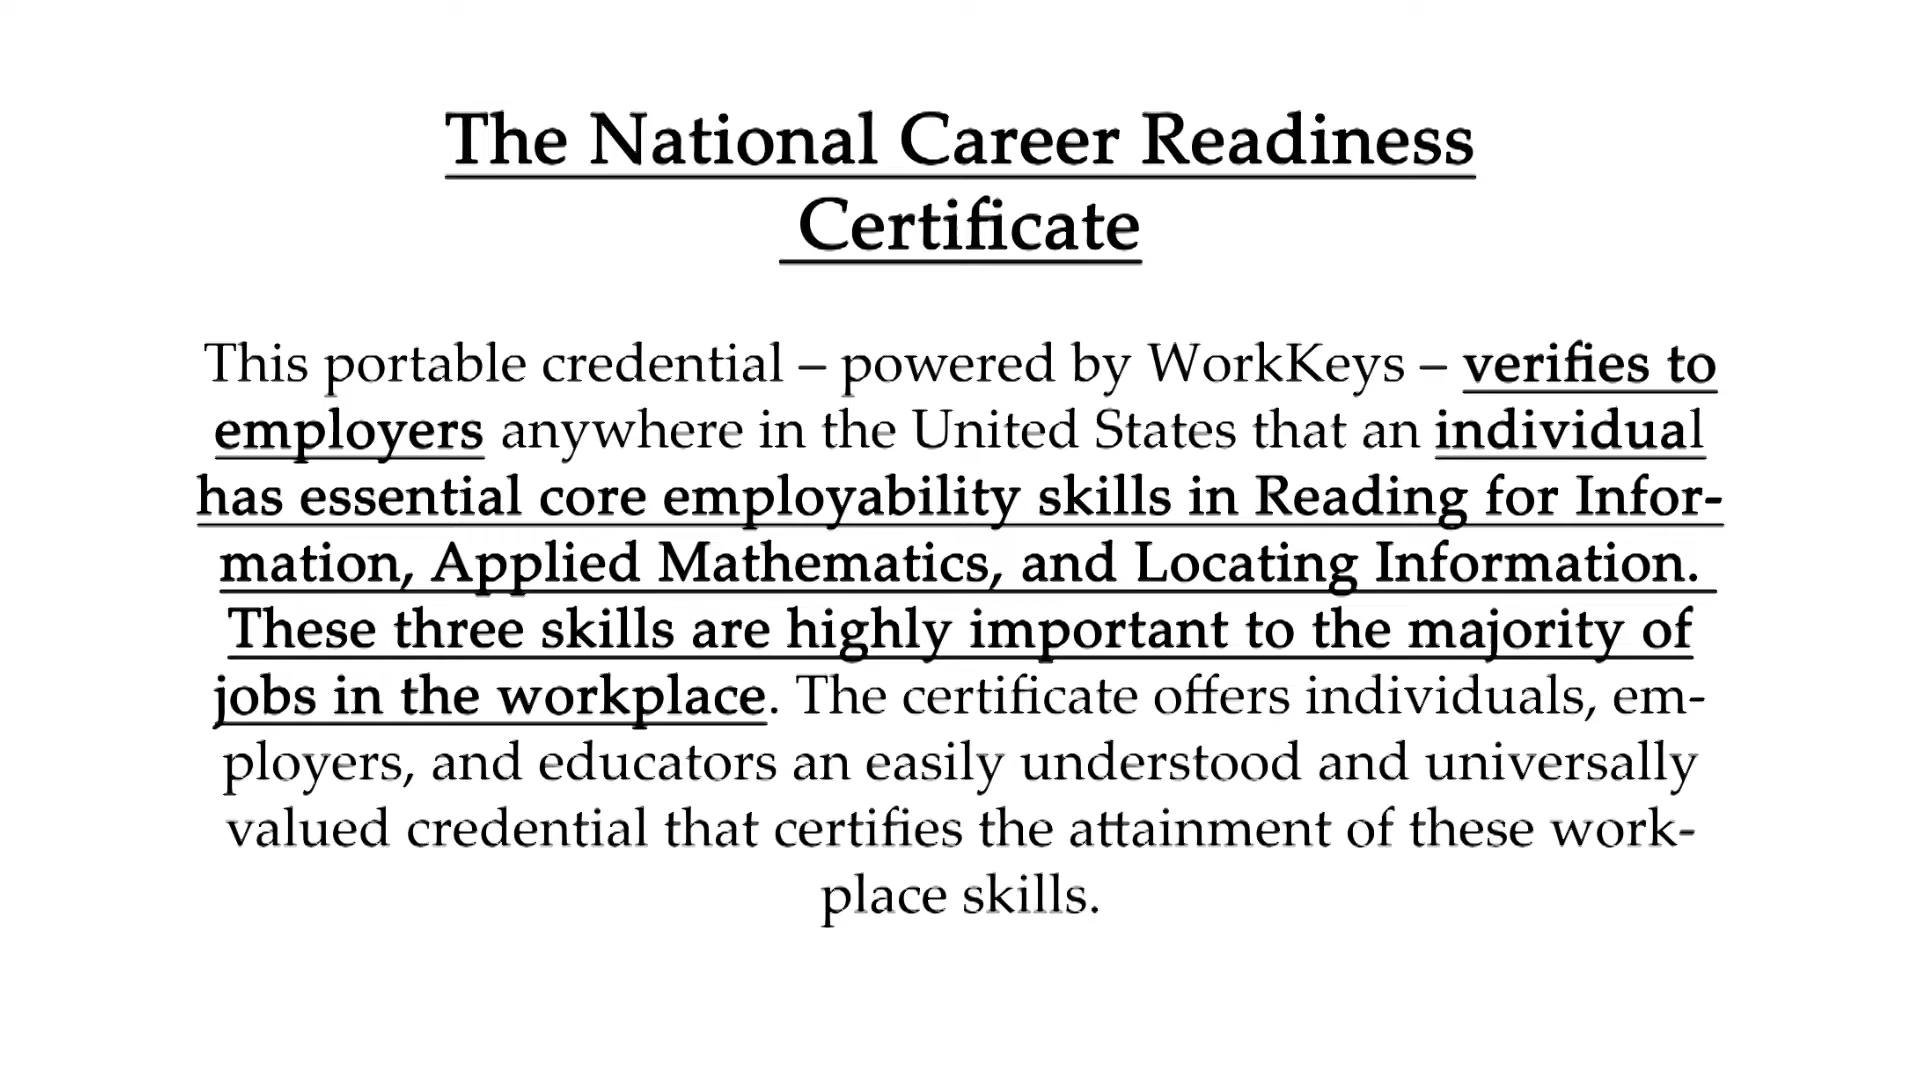 The National Career Readiness
Certificate
This portable credential – powered by WorkKeys – verifies to
employers anywhere in the United States that an individual
has essential core employability skills in Reading for Infor-
mation, Applied Mathematics, and Locating Information.
These three skills are highly important to the majority of
jobs in the workplace. The certificate offers individuals, em-
ployers, and educators an easily understood and universally
valued credential that certifies the attainment of these work-
place skills.